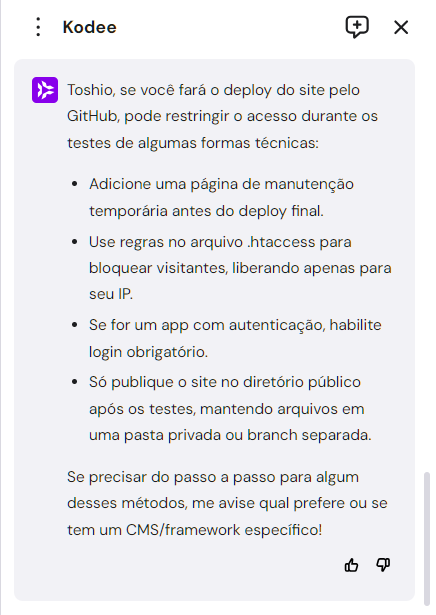 Kodee
Toshio, se você fará o deploy do site pelo
GitHub, pode restringir o acesso durante os
testes de algumas formas técnicas:
• Adicione uma página de manutenção
temporária antes do deploy final.
• Use regras no arquivo .htaccess para
bloquear visitantes, liberando apenas para
seu IP.
• Se for um app com autenticação, habilite
login obrigatório.
• Só publique o site no diretório público
após os testes, mantendo arquivos em
uma pasta privada ou branch separada.
Se precisar do passo a passo para algum
desses métodos, me avise qual prefere ou se
tem um CMS/framework específico!